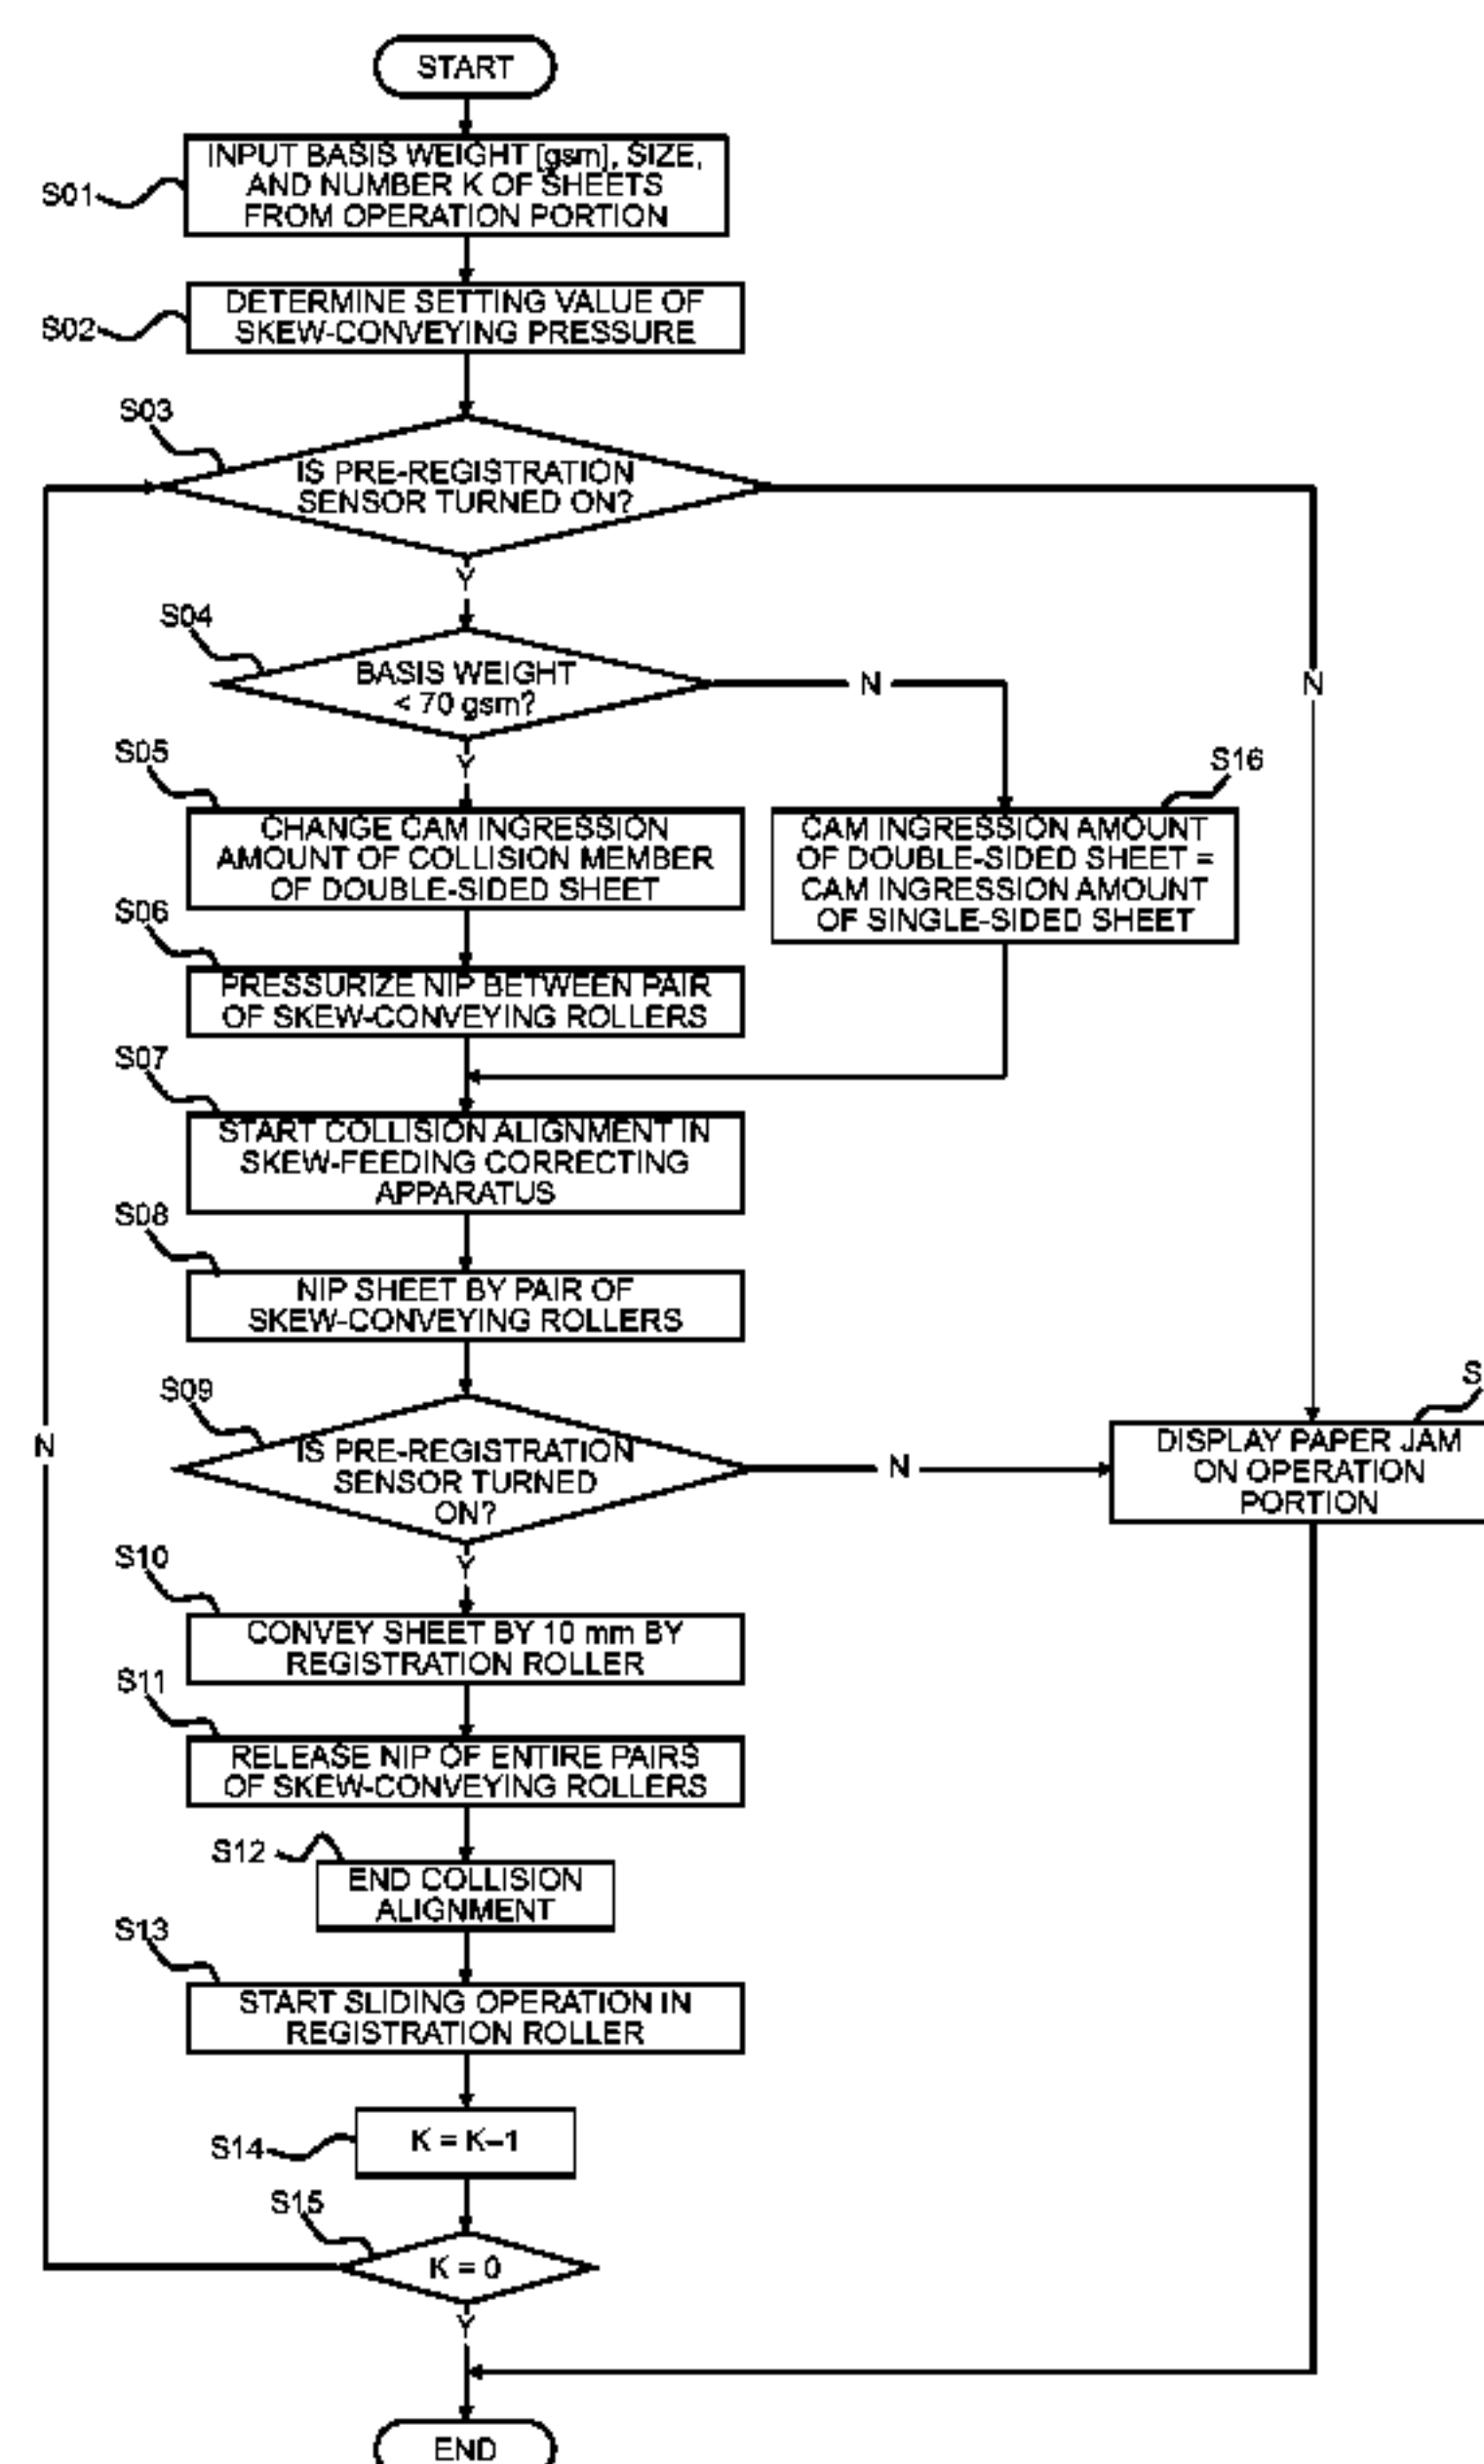 START
S01
INPUT BASIS WEIGHT [gsm], SIZE,
AND NUMBER K OF SHEETS
FROM OPERATION PORTION
S02
DETERMINE SETTING VALUE OF
SKEW-CONVEYING PRESSURE
S03
IS PRE-REGISTRATION
SENSOR TURNED ON?
Y
N
S04
BASIS WEIGHT
< 70 gsm?
N
Y
S05
CHANGE CAM INGRESSION
AMOUNT OF COLLISION MEMBER
OF DOUBLE-SIDED SHEET
S16
CAM INGRESSION AMOUNT
OF DOUBLE-SIDED SHEET =
CAM INGRESSION AMOUNT
OF SINGLE-SIDED SHEET
S06
PRESSURIZE NIP BETWEEN PAIR
OF SKEW-CONVEYING ROLLERS
S07
START COLLISION ALIGNMENT IN
SKEW-FEEDING CORRECTING
APPARATUS
S08
NIP SHEET BY PAIR OF
SKEW-CONVEYING ROLLERS
S09
IS PRE-REGISTRATION
SENSOR TURNED
ON?
N
Y
S
DISPLAY PAPER JAM
ON OPERATION
PORTION
N
S10
CONVEY SHEET BY 10 mm BY
REGISTRATION ROLLER
S11
RELEASE NIP OF ENTIRE PAIRS
OF SKEW-CONVEYING ROLLERS
S12
END COLLISION
ALIGNMENT
S13
START SLIDING OPERATION IN
REGISTRATION ROLLER
S14
K = K–1
S15
K = 0
Y
END